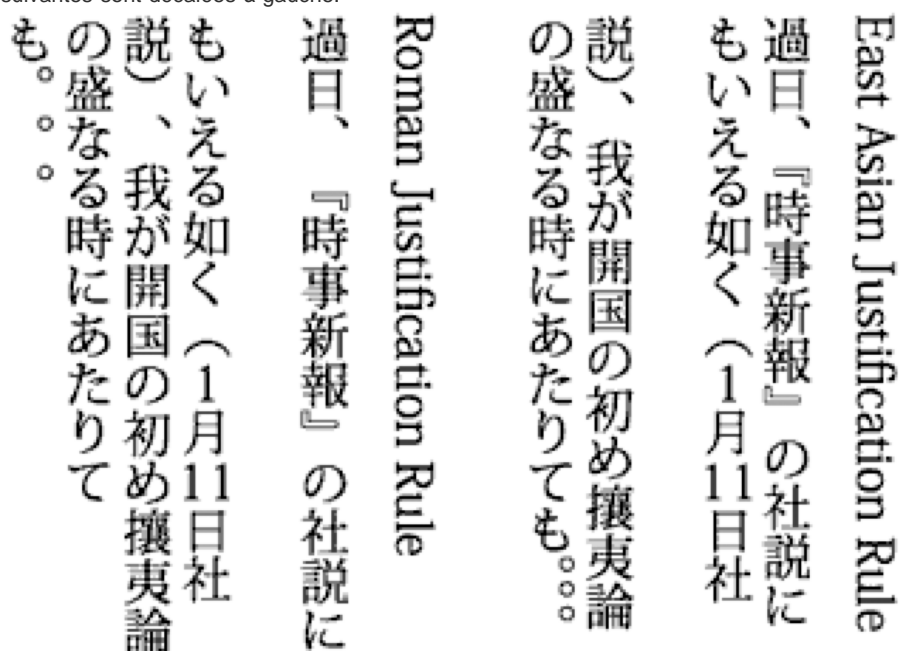 suivantes sont décalées à gauche.
East Asian Justification Rule
過日、『時事新報』の社説に
もいえる如く（1月11日社
説）、我が開国の初め攘夷論
の盛なる時にあたりても。。。
Roman Justification Rule
過日、『時事新報』の社説に
もいえる如く（1月11日社
説）、我が開国の初め攘夷論
の盛なる時にあたりて
も。。。